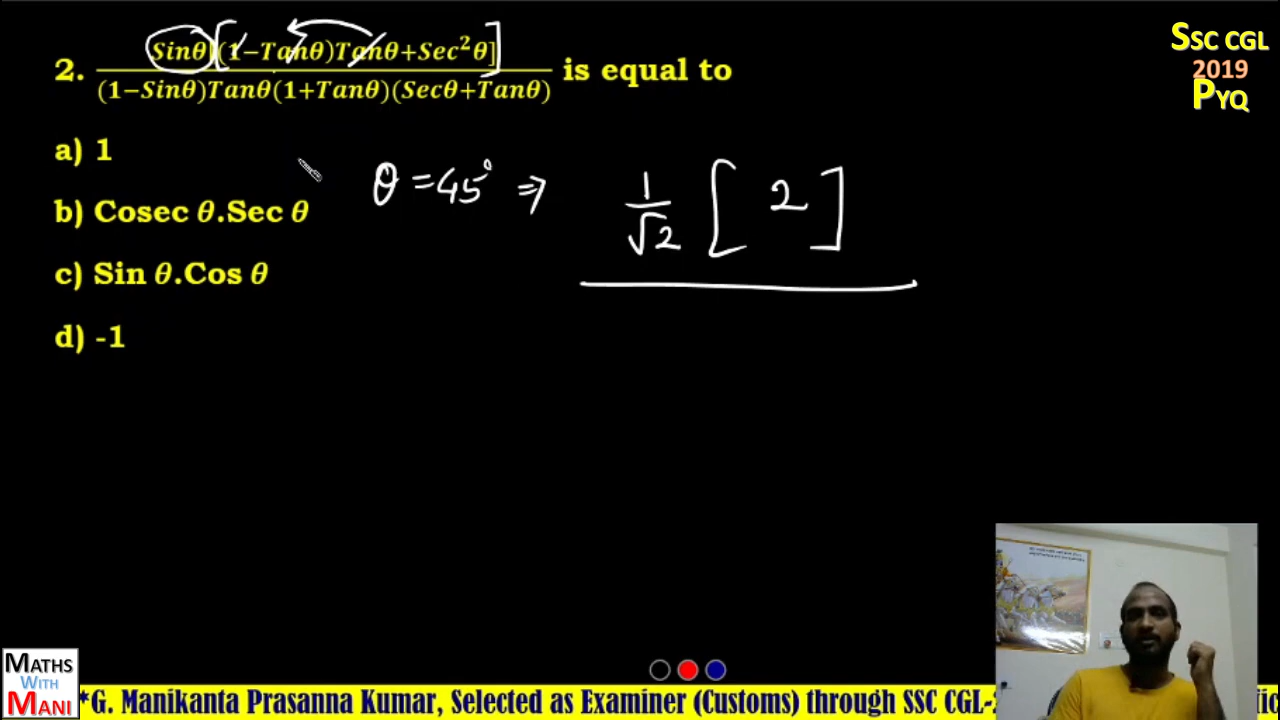 SSC CGL
2019
PYQ
2. Sinθ[(1−Tanθ)Tanθ+Sec²θ]
(1−Sinθ)Tanθ(1+Tanθ)(Secθ+Tanθ) is equal to
a) 1
b) Cosec θ.Sec θ
c) Sin θ.Cos θ
d) -1
θ = 45° ⇒ 1/√2 [ 2 ]
MATHS
WITH
MANI
*G. Manikanta Prasanna Kumar, Selected as Examiner (Customs) through SSC CGL-